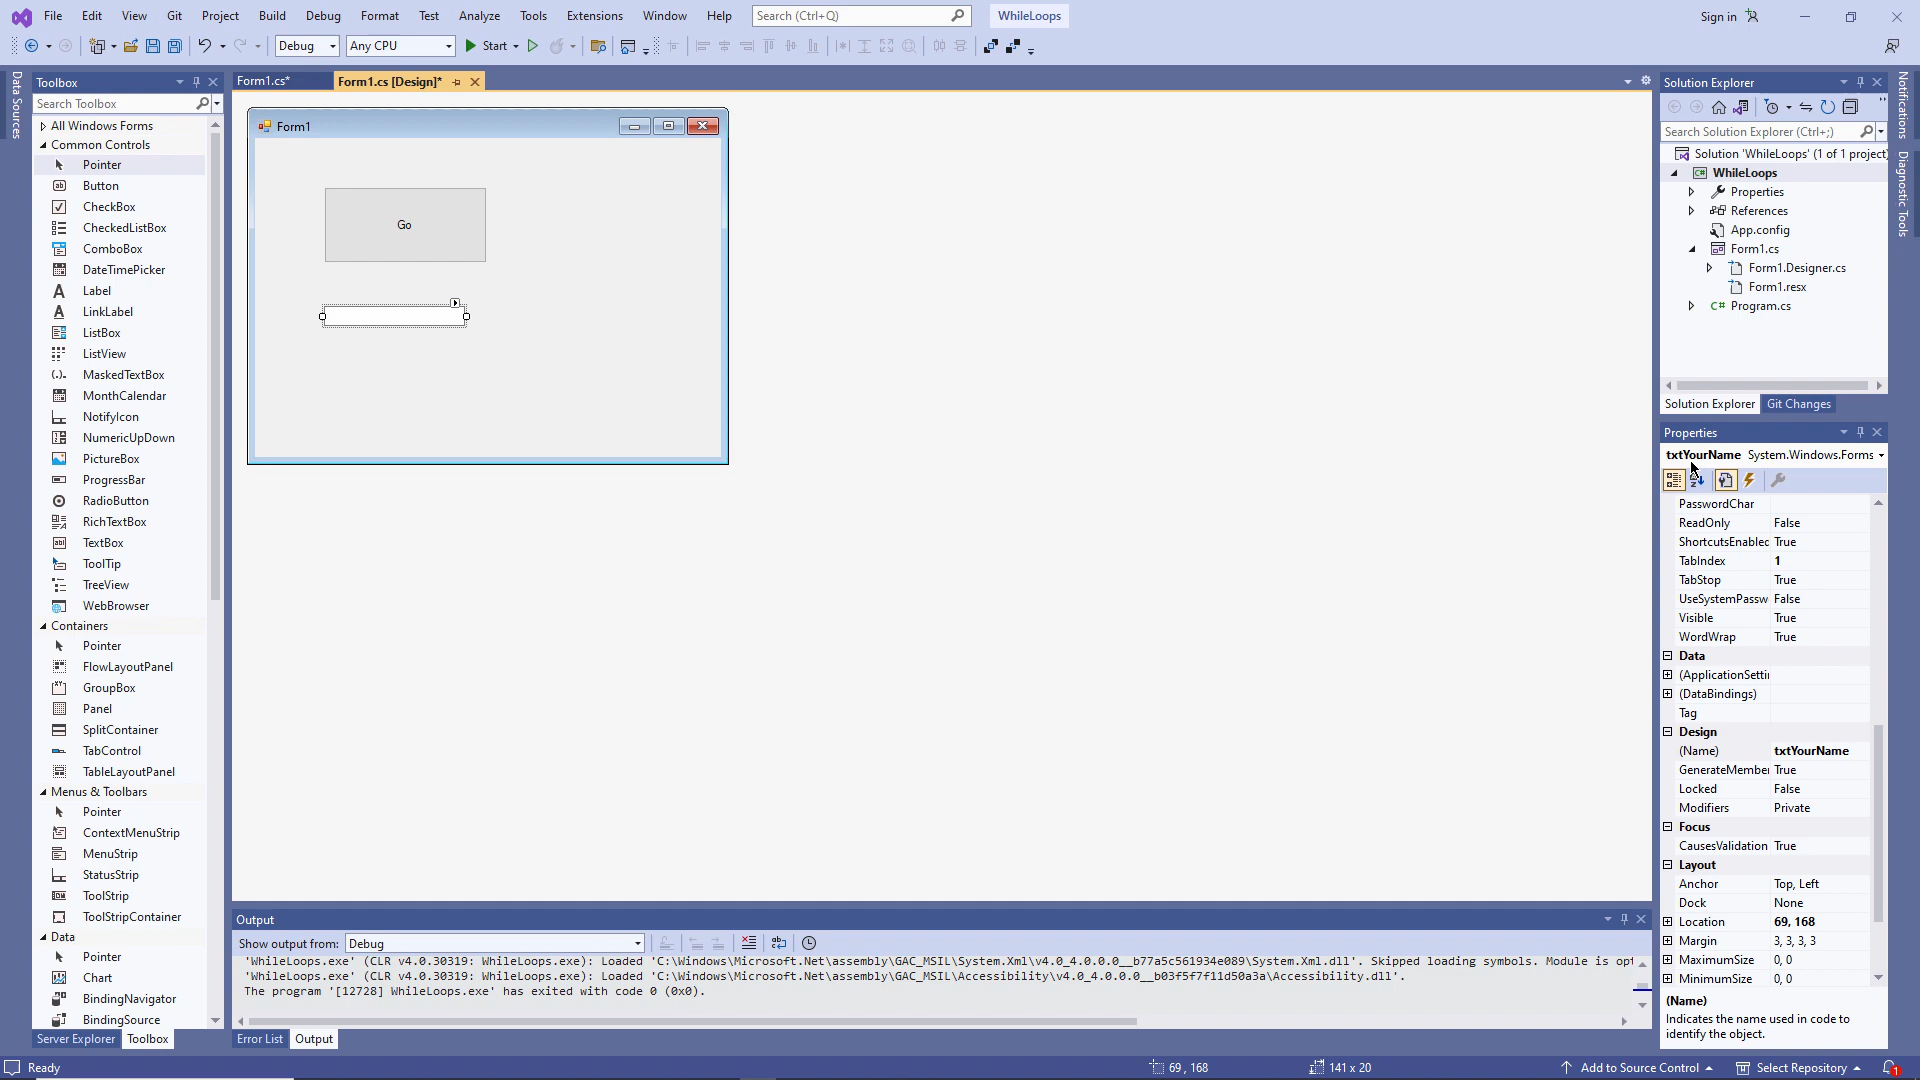 File Edit View Git Project Build Debug Format Test Analyze Tools Extensions Window Help Search (Ctrl+Q) WhileLoops Sign in
Debug Any CPU Start
Data Sources
Toolbox
Search Toolbox
All Windows Forms
Common Controls
Pointer
Button
CheckBox
CheckedListBox
ComboBox
DateTimePicker
Label
LinkLabel
ListBox
ListView
MaskedTextBox
MonthCalendar
NotifyIcon
NumericUpDown
PictureBox
ProgressBar
RadioButton
RichTextBox
TextBox
ToolTip
TreeView
WebBrowser
Containers
Pointer
FlowLayoutPanel
GroupBox
Panel
SplitContainer
TabControl
TableLayoutPanel
Menus & Toolbars
Pointer
ContextMenuStrip
MenuStrip
StatusStrip
ToolStrip
ToolStripContainer
Data
Pointer
Chart
BindingNavigator
BindingSource
Server Explorer Toolbox
Form1.cs* Form1.cs [Design]*
Form1
Go
Output
Show output from: Debug
'WhileLoops.exe' (CLR v4.0.30319: WhileLoops.exe): Loaded 'C:\Windows\Microsoft.Net\assembly\GAC_MSIL\System.Xml\v4.0_4.0.0.0__b77a5c561934e089\System.Xml.dll'. Skipped loading symbols. Module is opt
'WhileLoops.exe' (CLR v4.0.30319: WhileLoops.exe): Loaded 'C:\Windows\Microsoft.Net\assembly\GAC_MSIL\Accessibility\v4.0_4.0.0.0__b03f5f7f11d50a3a\Accessibility.dll'.
The program '[12728] WhileLoops.exe' has exited with code 0 (0x0).
Error List Output
Solution Explorer
Search Solution Explorer (Ctrl+;)
Solution 'WhileLoops' (1 of 1 project)
WhileLoops
Properties
References
App.config
Form1.cs
Form1.Designer.cs
Form1.resx
Program.cs
Solution Explorer Git Changes
Properties
txtYourName System.Windows.Forms
PasswordChar
ReadOnly False
ShortcutsEnabled True
TabIndex 1
TabStop True
UseSystemPassw False
Visible True
WordWrap True
Data
(ApplicationSetti
(DataBindings)
Tag
Design
(Name) txtYourName
GenerateMember True
Locked False
Modifiers Private
Focus
CausesValidation True
Layout
Anchor Top, Left
Dock None
Location 69, 168
Margin 3, 3, 3, 3
MaximumSize 0, 0
MinimumSize 0, 0
(Name)
Indicates the name used in code to
identify the object.
Notifications
Diagnostic Tools
Ready 69 , 168 141 x 20 Add to Source Control Select Repository 1